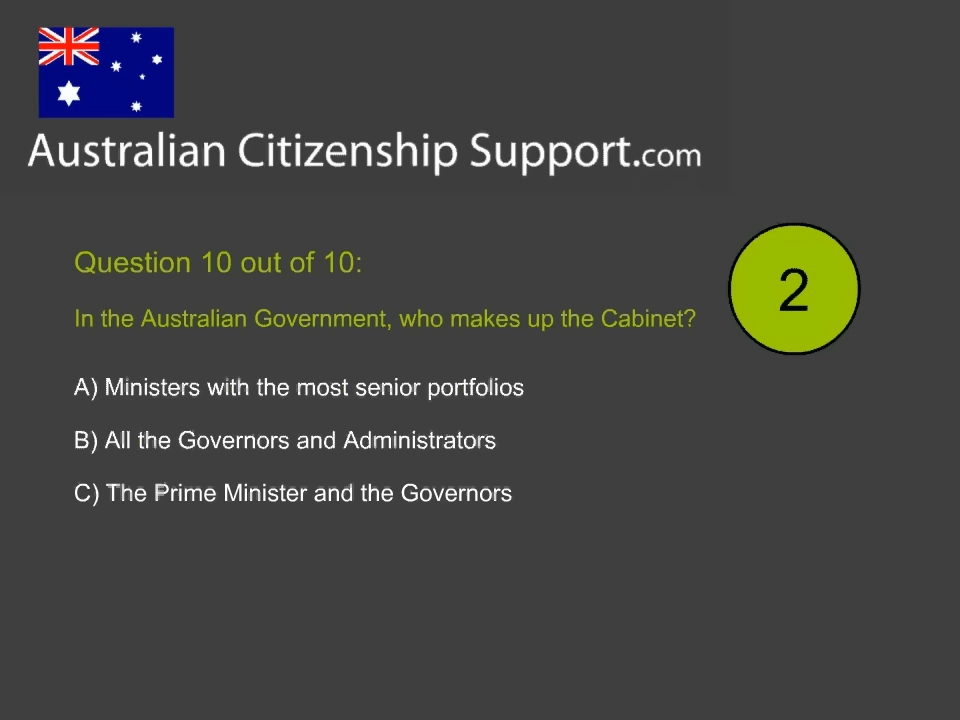 Australian Citizenship Support.com
Question 10 out of 10:
2
In the Australian Government, who makes up the Cabinet?
A) Ministers with the most senior portfolios
B) All the Governors and Administrators
C) The Prime Minister and the Governors